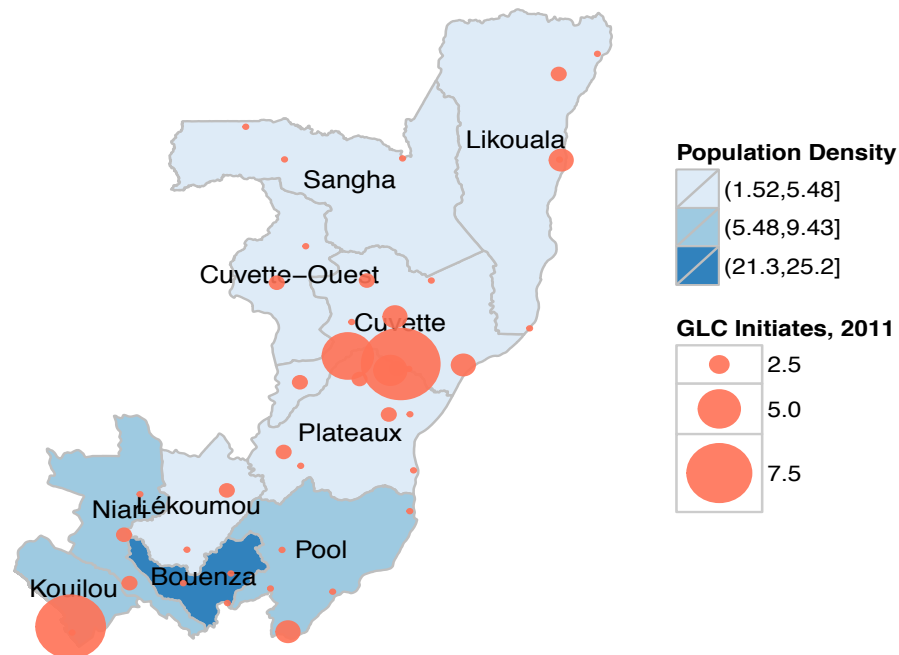 Likouala
Sangha
Cuvette−Ouest
Cuvette
Plateaux
Niari
Lékoumou
Pool
Bouenza
Kouilou
Population Density
(1.52,5.48]
(5.48,9.43]
(21.3,25.2]
GLC Initiates, 2011
2.5
5.0
7.5